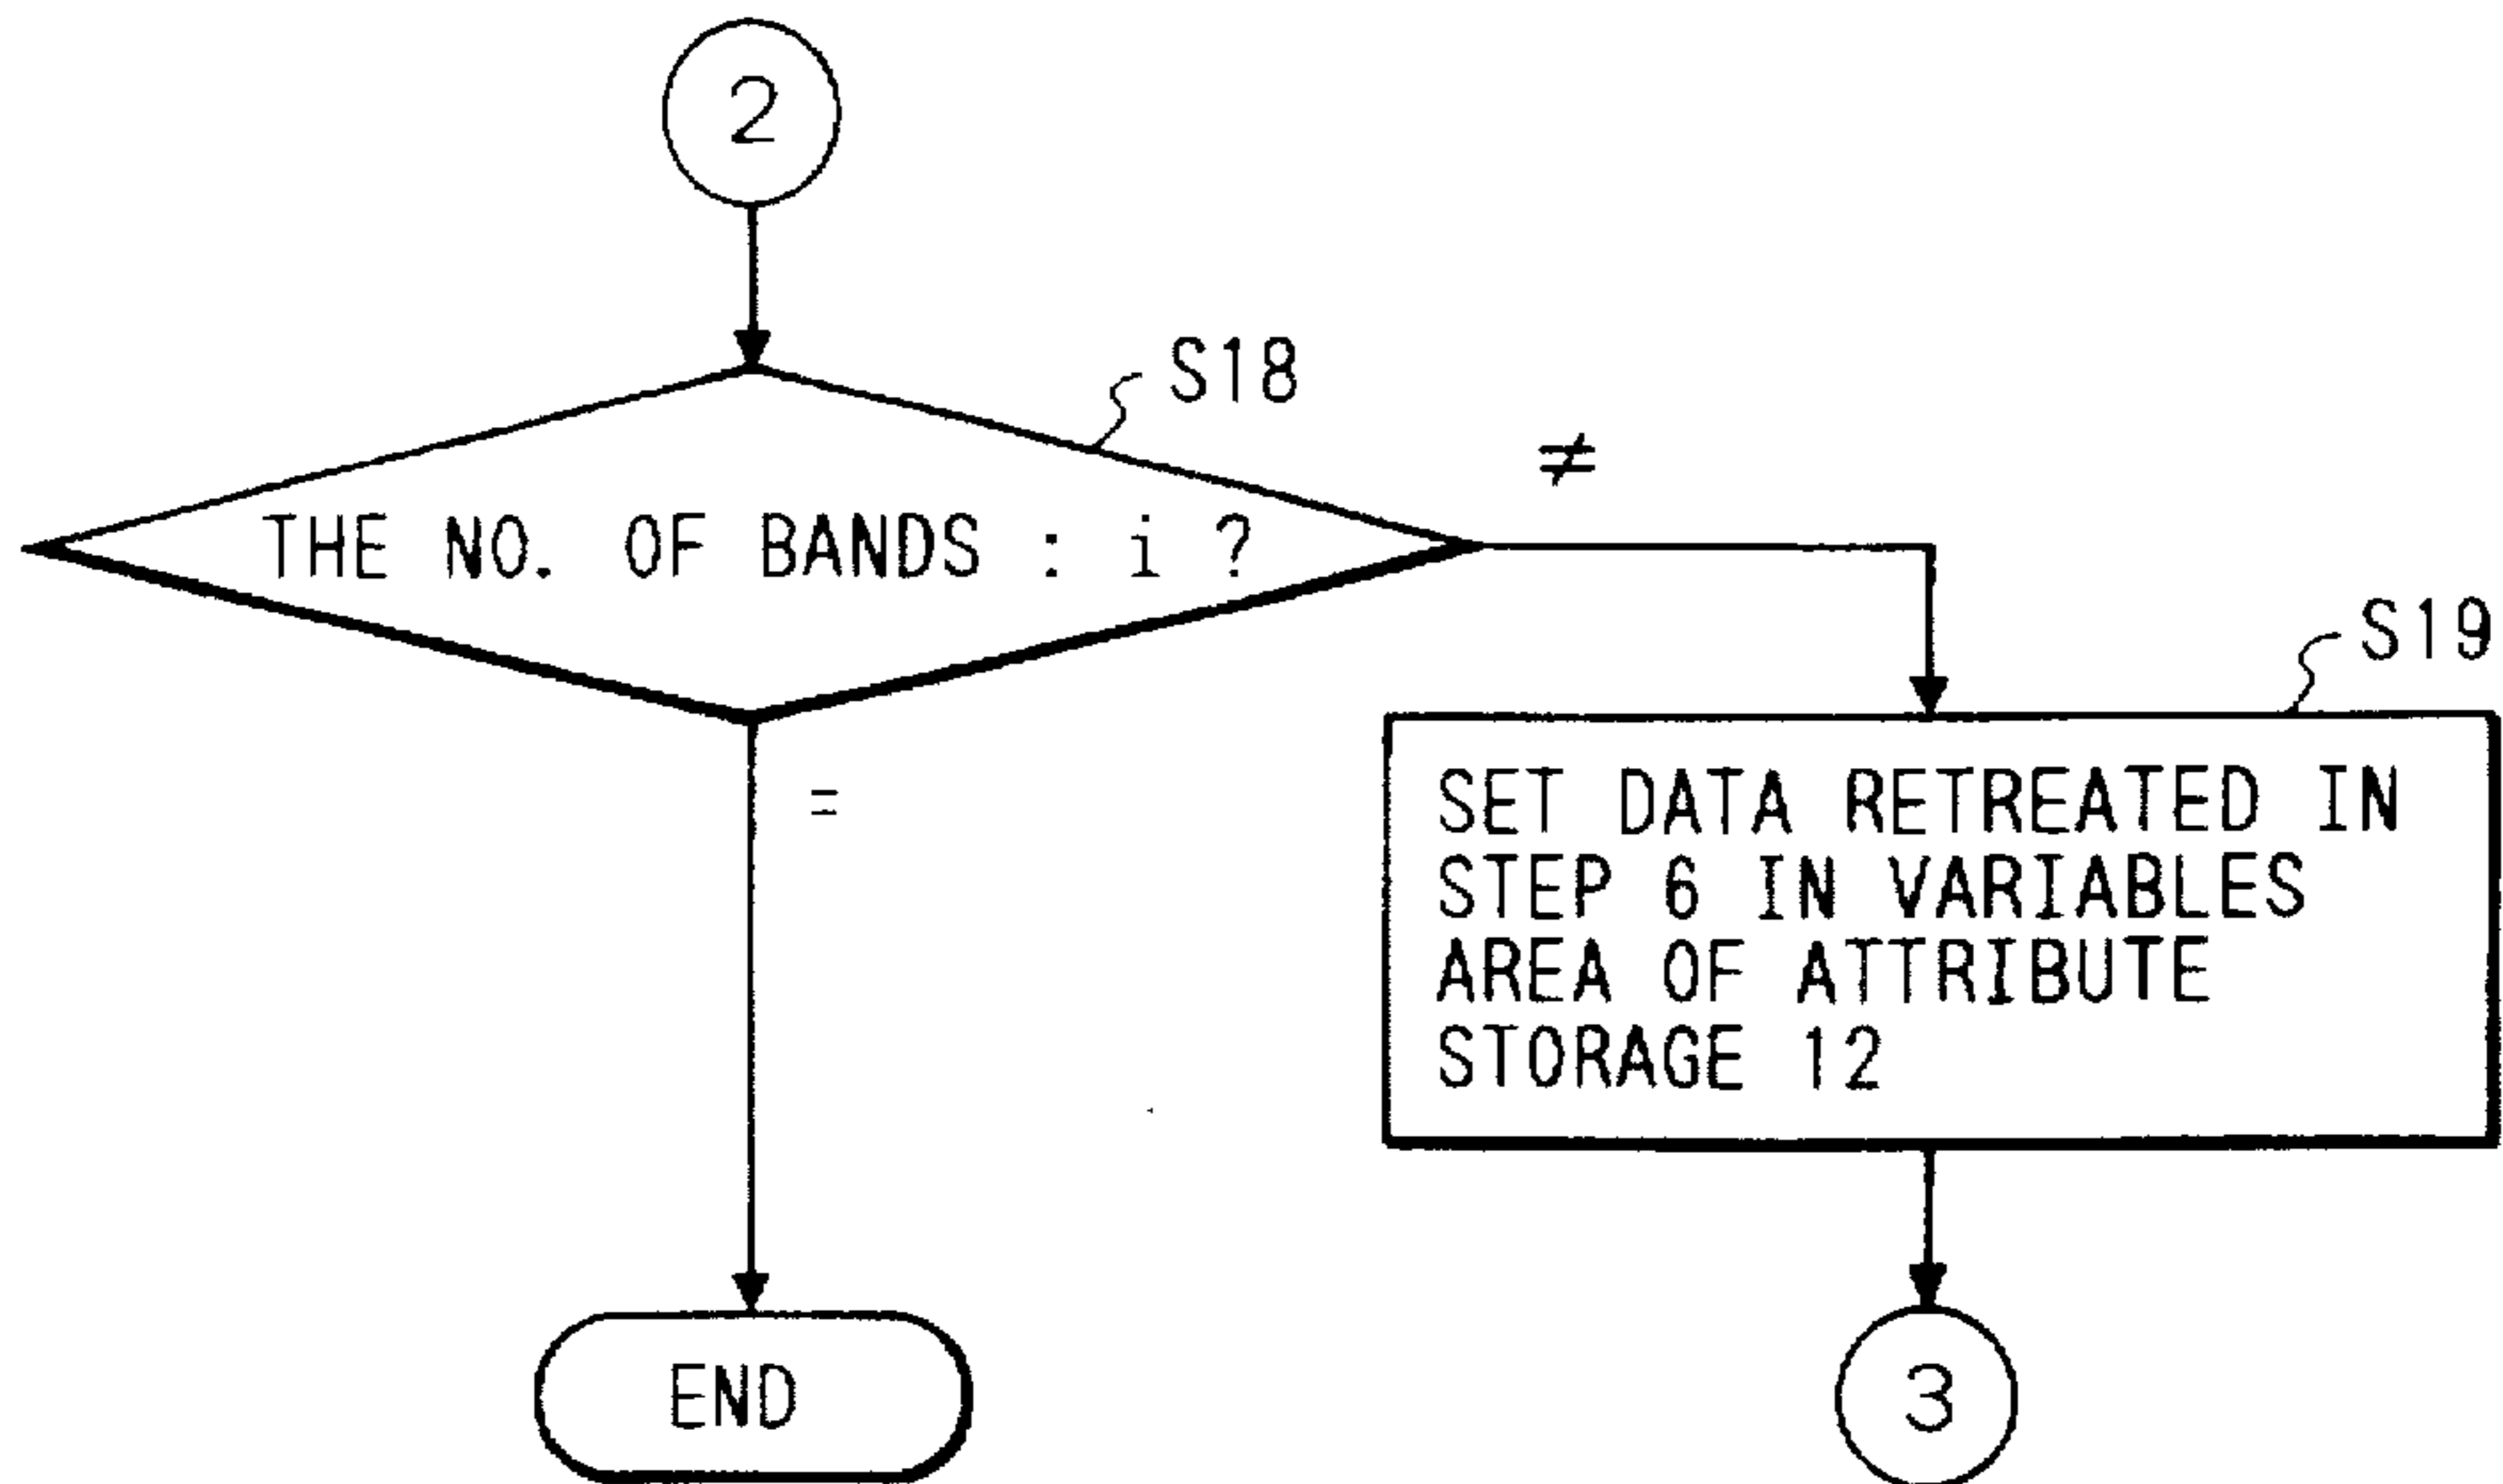 2
S18
≠
THE NO. OF BANDS : i ?
S19
=
SET DATA RETREATED IN
STEP 6 IN VARIABLES
AREA OF ATTRIBUTE
STORAGE 12
END
3